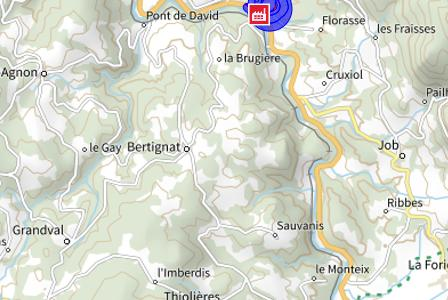 Pont de David
Florasse
les Fraisses
la Brugière
Agnon
Cruxiol
le Gay
Bertignat
Job
Ribbes
Grandval
Sauvanis
l'Imberdis
le Monteix
Thiolières